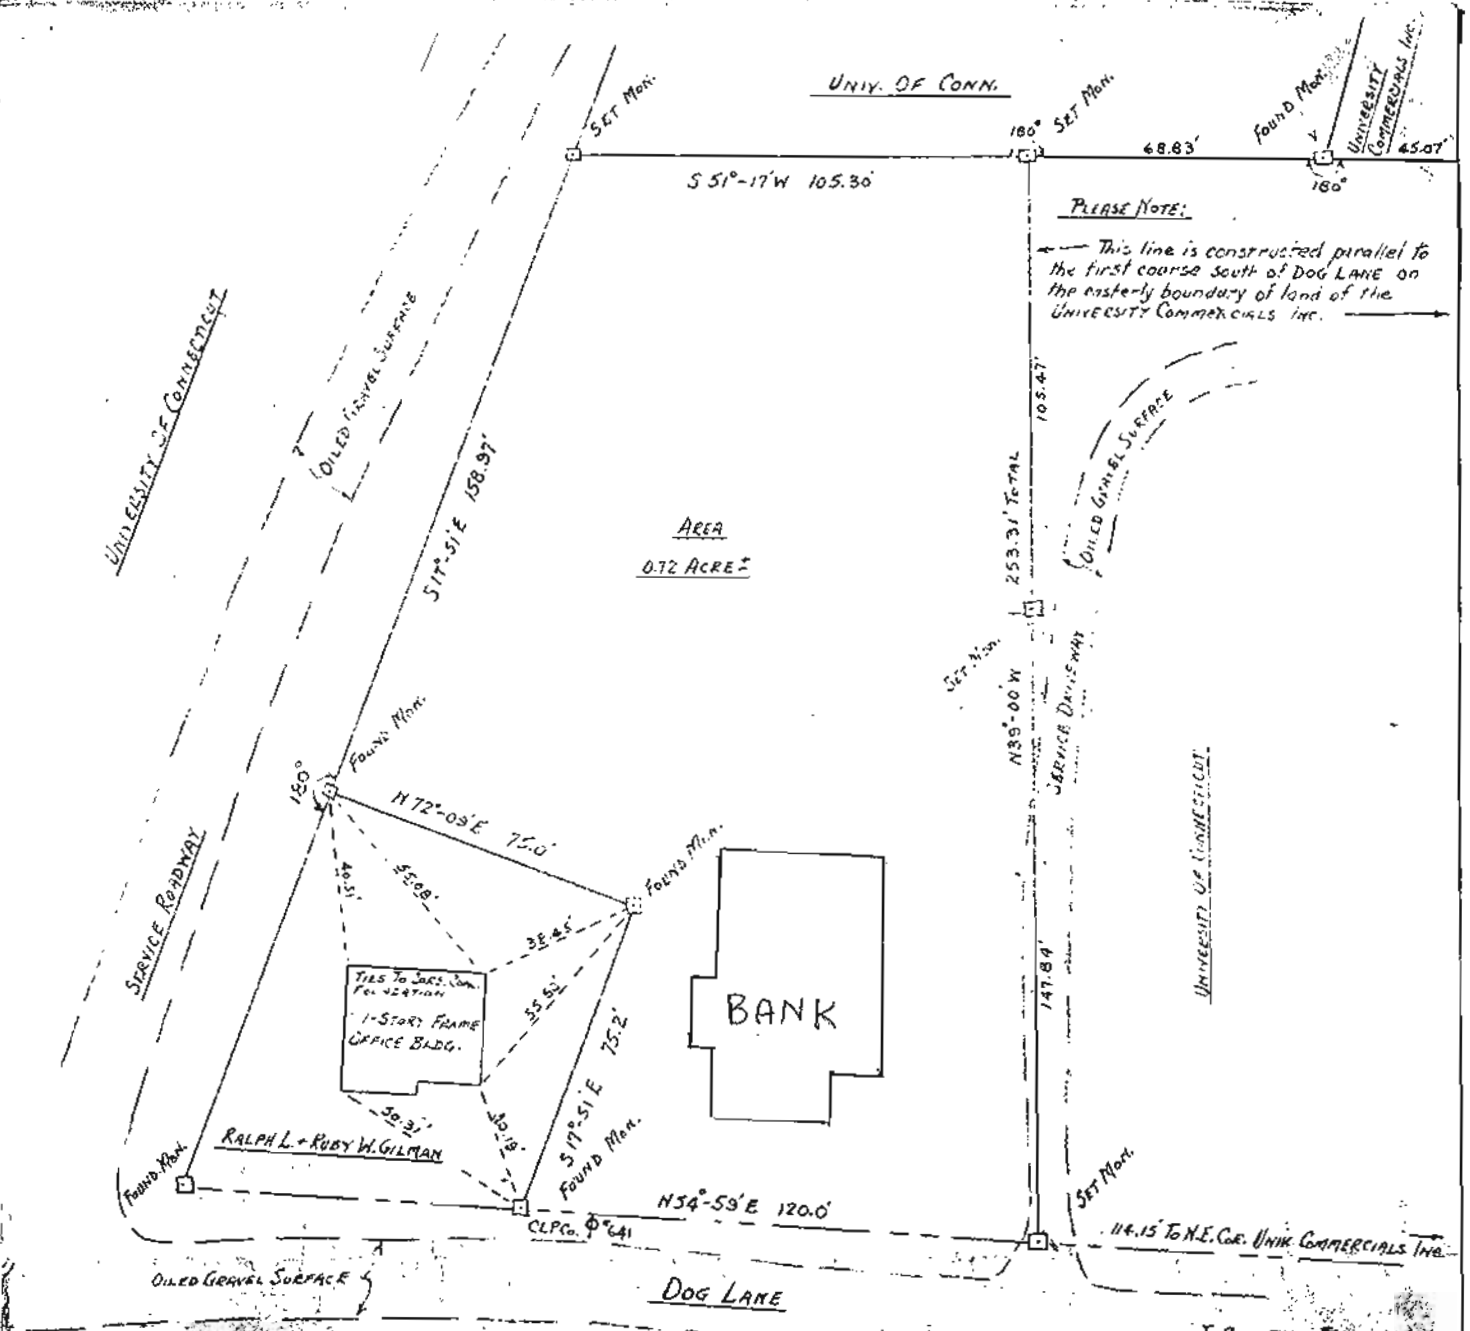 UNIV. OF CONN.
SET MON.
180°
SET MON.
FOUND MON.
UNIVERSITY
COMMERCIALS INC.
68.83'
45.07'
180°
S 51°-17'W 105.30'
PLEASE NOTE:
This line is constructed parallel to
the first course south of DOG LANE on
the easterly boundary of land of the
UNIVERSITY COMMERCIALS INC.
UNIVERSITY OF CONNECTICUT
OILED GRAVEL SURFACE
S 17°-51'E 158.97'
105.47'
OILED GRAVEL SURFACE
253.31' TOTAL
AREA
0.72 ACRE±
SET MON.
N39°-00'W
SERVICE DRIVEWAY
UNIVERSITY OF CONNECTICUT
FOUND MON.
180°
N 72°-09'E 75.0'
FOUND MON.
SERVICE ROADWAY
40.51'
55.08'
38.45'
TIES TO CONC.
FOUNDATION
1-STORY FRAME
OFFICE BLDG.
BANK
147.84'
S 17°-51'E 75.2'
50.31'
RALPH L. + RUBY W. GILMAN
FOUND MON.
FOUND MON.
SET MON.
N54°-59'E 120.0'
CLPCo. #641
114.15' TO N.E. COR. UNIV. COMMERCIALS INC.
OILED GRAVEL SURFACE
DOG LANE